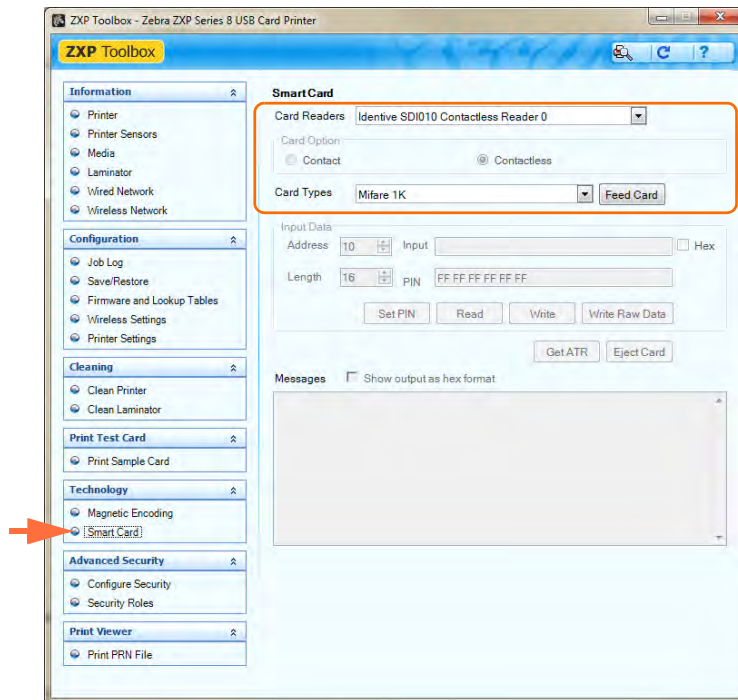 ZXP Toolbox - Zebra ZXP Series 8 USB Card Printer
ZXP Toolbox
?
Information
Printer
Printer Sensors
Media
Laminator
Wired Network
Wireless Network
Configuration
Job Log
Save/Restore
Firmware and Lookup Tables
Wireless Settings
Printer Settings
Cleaning
Clean Printer
Clean Laminator
Print Test Card
Print Sample Card
Technology
Magnetic Encoding
Smart Card
Advanced Security
Configure Security
Security Roles
Print Viewer
Print PRN File
Smart Card
Card Readers Identive SDI010 Contactless Reader 0
Card Option
Contact Contactless
Card Types Mifare 1K Feed Card
Input Data
Address 10 Input Hex
Length 16 PIN FF FF FF FF FF FF
Set PIN Read Write Write Raw Data
Get ATR Eject Card
Messages Show output as hex format